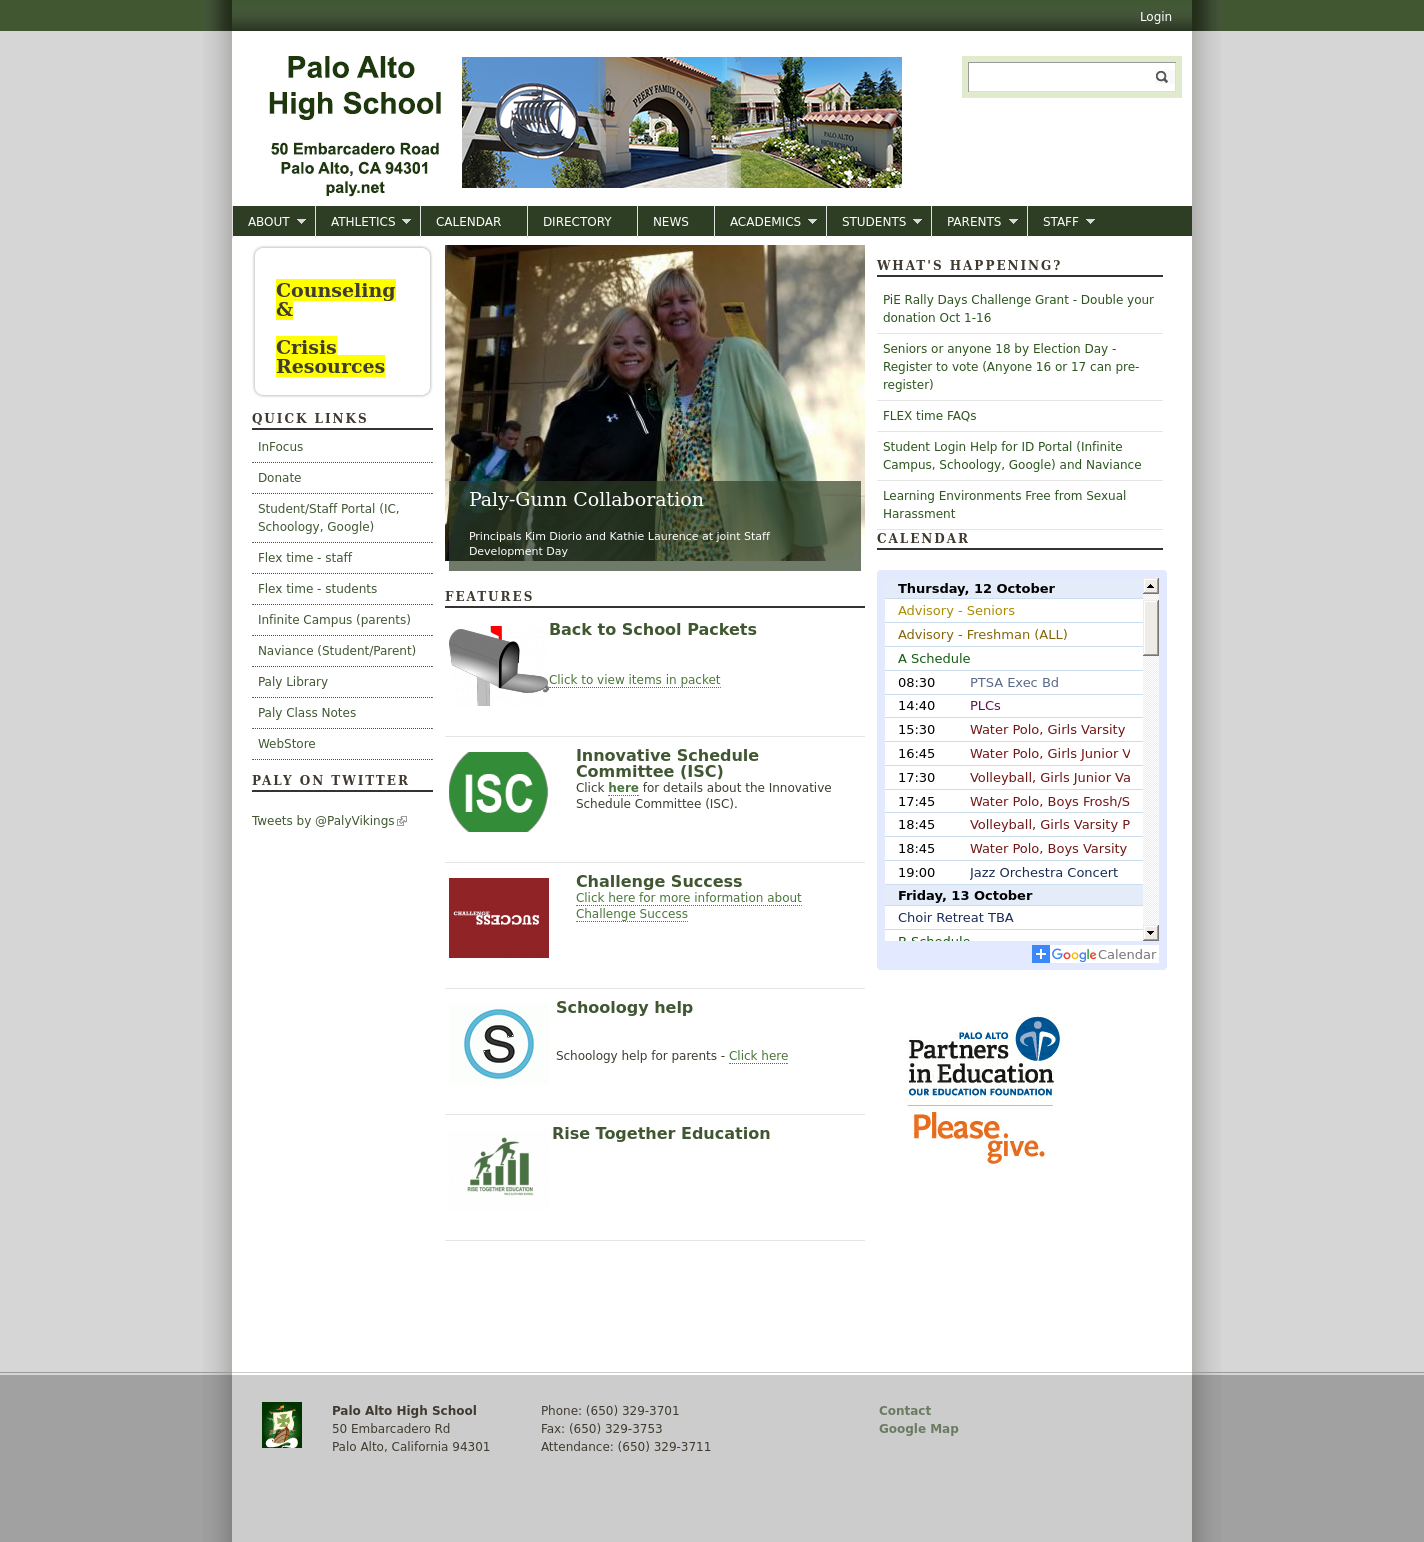 Login
Palo Alto
High School
50 Embarcadero Road
Palo Alto, CA 94301
paly.net
PEERY FAMILY CENTER
PALO ALTO
HIGH SCHOOL
ABOUT
ATHLETICS
CALENDAR
DIRECTORY
NEWS
ACADEMICS
STUDENTS
PARENTS
STAFF
Counseling
&
Crisis
Resources
QUICK LINKS
InFocus
Donate
Student/Staff Portal (IC,
Schoology, Google)
Flex time - staff
Flex time - students
Infinite Campus (parents)
Naviance (Student/Parent)
Paly Library
Paly Class Notes
WebStore
PALY ON TWITTER
Tweets by @PalyVikings
Paly-Gunn Collaboration
Principals Kim Diorio and Kathie Laurence at joint Staff
Development Day
FEATURES
Back to School Packets
Click to view items in packet
ISC
Innovative Schedule
Committee (ISC)
Click here for details about the Innovative
Schedule Committee (ISC).
CHALLENGE
SUCCESS
Challenge Success
Click here for more information about
Challenge Success
S
Schoology help
Schoology help for parents - Click here
RISE TOGETHER EDUCATION
Rise Together Education
WHAT'S HAPPENING?
PiE Rally Days Challenge Grant - Double your
donation Oct 1-16
Seniors or anyone 18 by Election Day -
Register to vote (Anyone 16 or 17 can pre-
register)
FLEX time FAQs
Student Login Help for ID Portal (Infinite
Campus, Schoology, Google) and Naviance
Learning Environments Free from Sexual
Harassment
CALENDAR
Thursday, 12 October
Advisory - Seniors
Advisory - Freshman (ALL)
A Schedule
08:30 PTSA Exec Bd
14:40 PLCs
15:30 Water Polo, Girls Varsity
16:45 Water Polo, Girls Junior V
17:30 Volleyball, Girls Junior Va
17:45 Water Polo, Boys Frosh/S
18:45 Volleyball, Girls Varsity P
18:45 Water Polo, Boys Varsity
19:00 Jazz Orchestra Concert
Friday, 13 October
Choir Retreat TBA
B Schedule
Google Calendar
PALO ALTO
Partners
in Education
OUR EDUCATION FOUNDATION
Please
give.
Palo Alto High School
50 Embarcadero Rd
Palo Alto, California 94301
Phone: (650) 329-3701
Fax: (650) 329-3753
Attendance: (650) 329-3711
Contact
Google Map